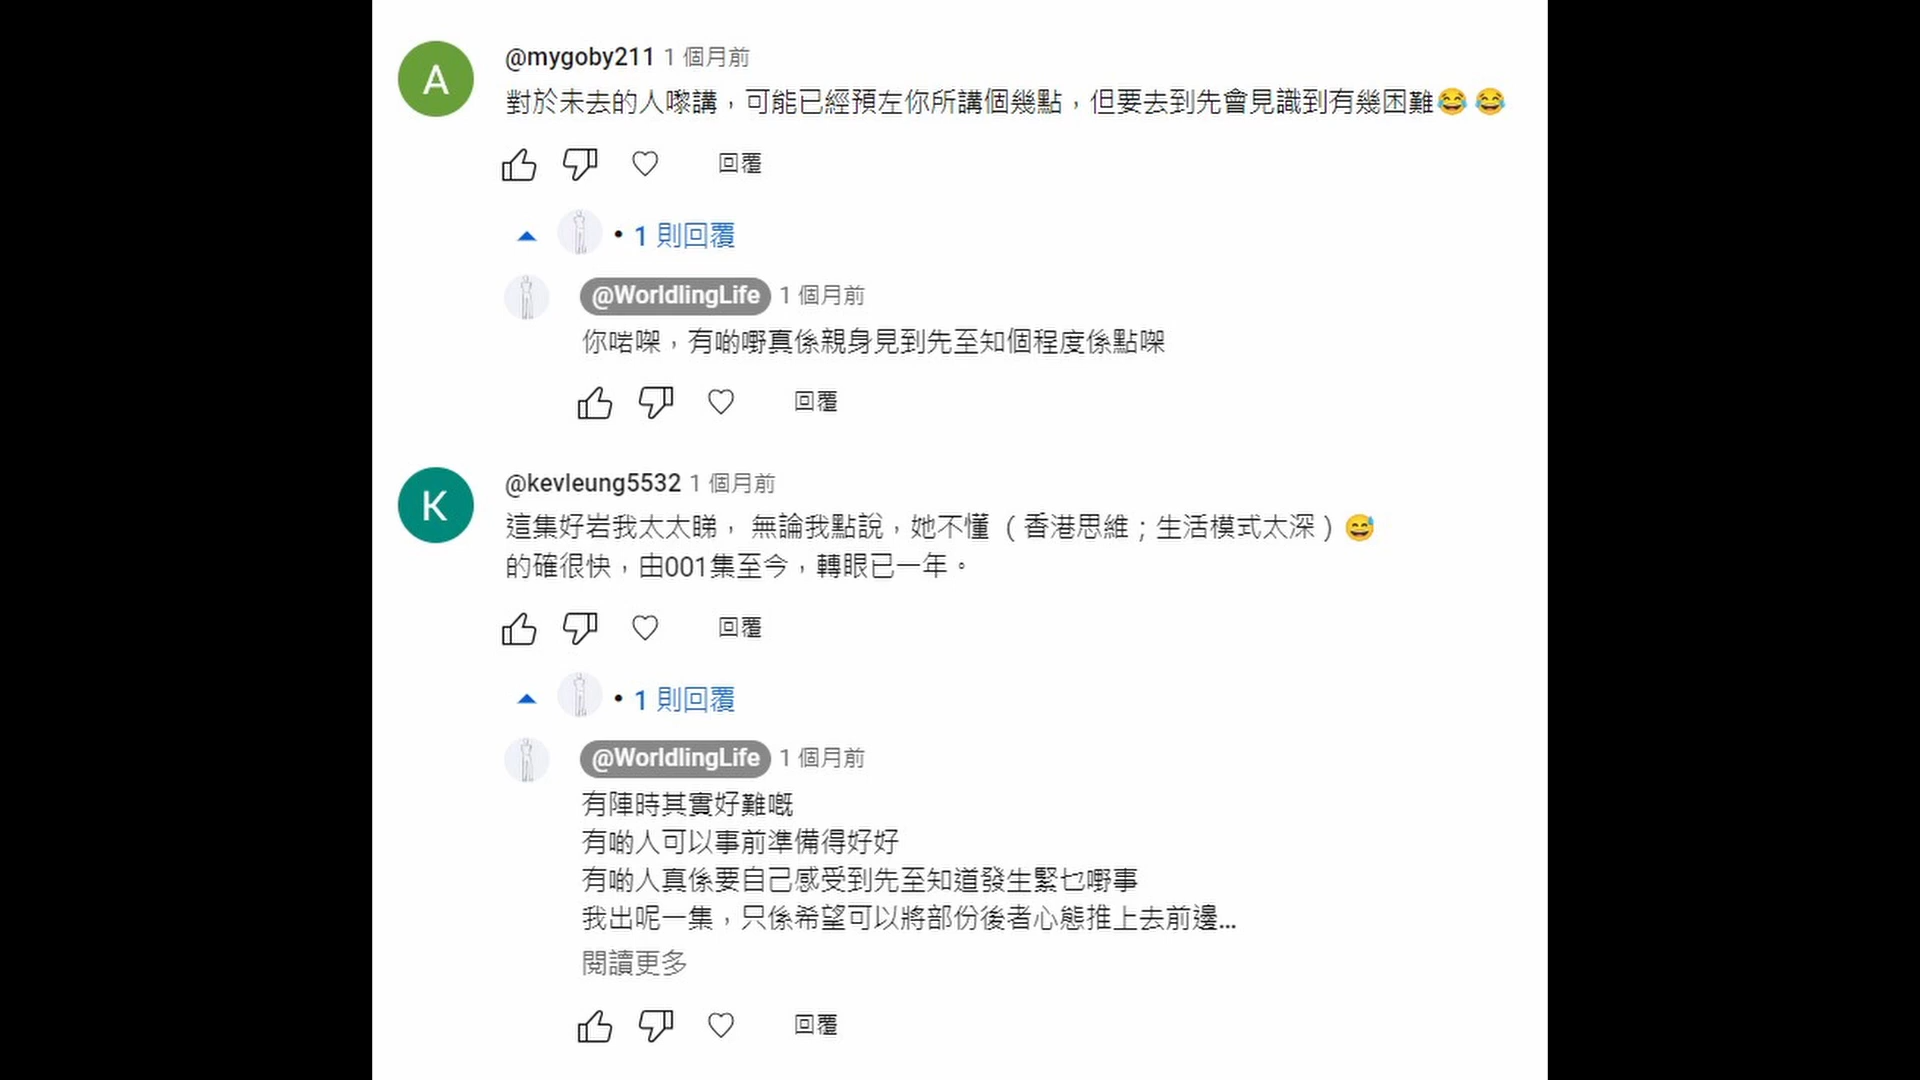 A
@mygoby211 1 個月前
對於未去的人嚟講，可能已經預左你所講個幾點，但要去到先會見識到有幾困難😂😂
回覆
• 1 則回覆
@WorldlingLife 1 個月前
你啱㗎，有啲嘢真係親身見到先至知個程度係點㗎
回覆
K
@kevleung5532 1 個月前
這集好岩我太太睇， 無論我點說，她不懂 （香港思維；生活模式太深）😅
的確很快，由001集至今，轉眼已一年。
回覆
• 1 則回覆
@WorldlingLife 1 個月前
有陣時其實好難嘅
有啲人可以事前準備得好好
有啲人真係要自己感受到先至知道發生緊乜嘢事
我出呢一集，只係希望可以將部份後者心態推上去前邊...
閱讀更多
回覆